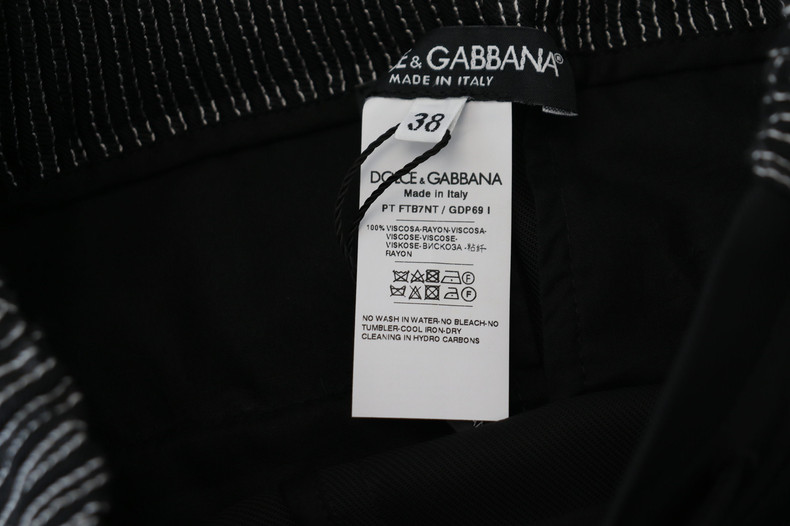 E & GABBANA®
MADE IN ITALY
38
DOLCE & GABBANA
Made in Italy
PT FTB7NT / GDP69 I
100% VISCOSA-RAYON-VISCOSA-
VISCOSE-VISCOSE-
VISKOSE-ВИСКОЗА-粘纤
RAYON
F
F
NO WASH IN WATER-NO BLEACH-NO
TUMBLER-COOL IRON-DRY
CLEANING IN HYDRO CARBONS